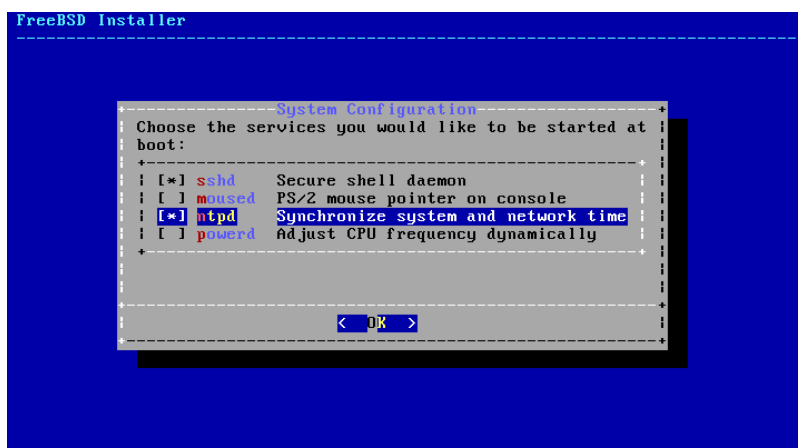 FreeBSD Installer
System Configuration
Choose the services you would like to be started at
boot:
[*] sshd Secure shell daemon
[ ] moused PS/2 mouse pointer on console
[*] ntpd Synchronize system and network time
[ ] powerd Adjust CPU frequency dynamically
< OK >